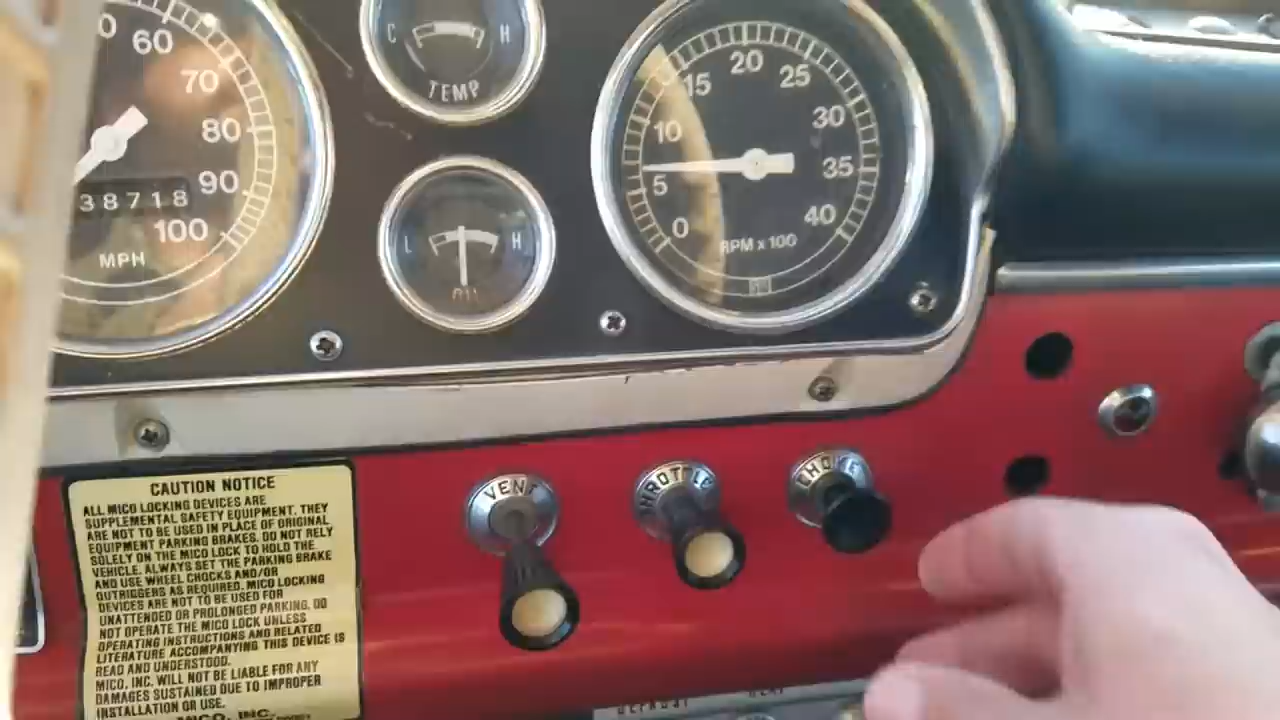 60
70
80
90
100
38718
MPH
C H
TEMP
L H
OIL
0
5
10
15
20
25
30
35
40
RPM x 100
VENT
THROTTLE
CHOKE
CAUTION NOTICE
ALL MICO LOCKING DEVICES ARE
SUPPLEMENTAL SAFETY EQUIPMENT. THEY
ARE NOT TO BE USED IN PLACE OF ORIGINAL
EQUIPMENT PARKING BRAKES. DO NOT RELY
SOLELY ON THE MICO LOCK TO HOLD THE
VEHICLE. ALWAYS SET THE PARKING BRAKE
AND USE WHEEL CHOCKS AND/OR
OUTRIGGERS AS REQUIRED. MICO LOCKING
DEVICES ARE NOT TO BE USED FOR
UNATTENDED OR PROLONGED PARKING. DO
NOT OPERATE THE MICO LOCK UNLESS
OPERATING INSTRUCTIONS AND RELATED
LITERATURE ACCOMPANYING THIS DEVICE IS
READ AND UNDERSTOOD.
MICO, INC. WILL NOT BE LIABLE FOR ANY
DAMAGES SUSTAINED DUE TO IMPROPER
INSTALLATION OR USE.
MICO, INC.
DEFROST